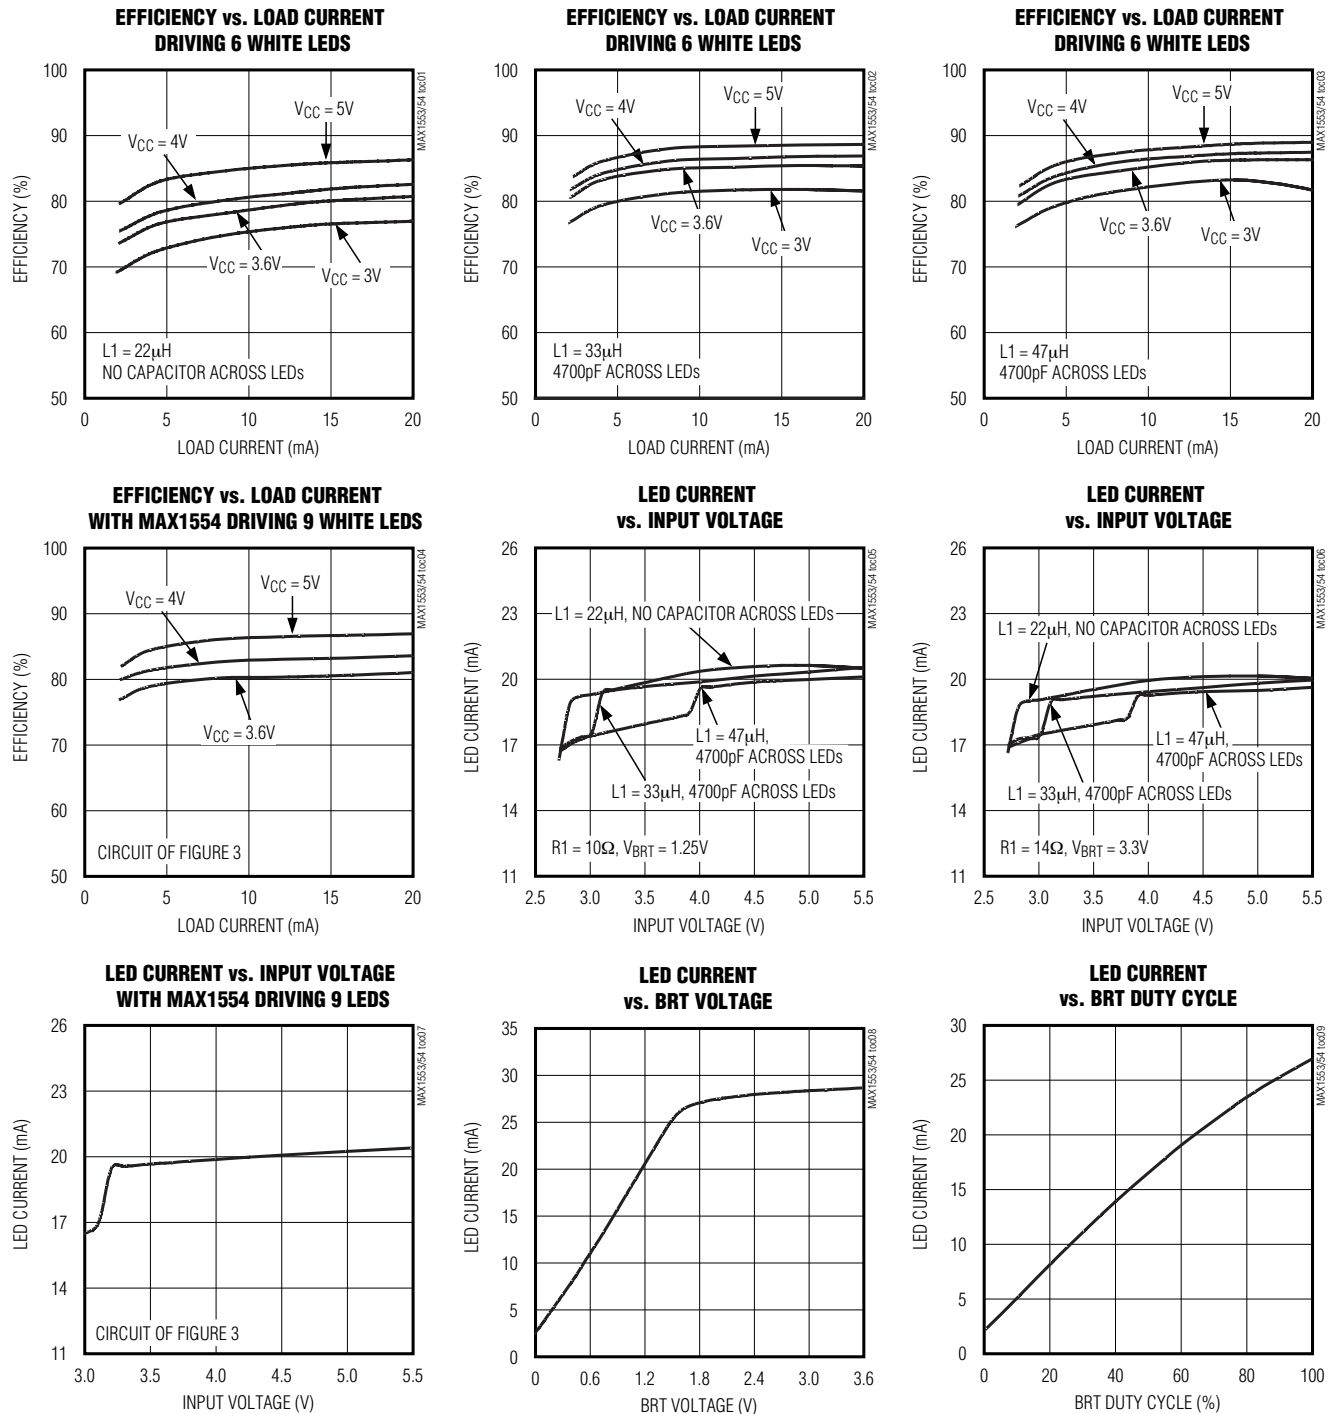 EFFICIENCY vs. LOAD CURRENT
DRIVING 6 WHITE LEDS
MAX1553/54 toc01
100
90
80
70
60
50
EFFICIENCY (%)
VCC = 5V
VCC = 4V
VCC = 3.6V
VCC = 3V
L1 = 22µH
NO CAPACITOR ACROSS LEDs
0 5 10 15 20
LOAD CURRENT (mA)
EFFICIENCY vs. LOAD CURRENT
DRIVING 6 WHITE LEDS
MAX1553/54 toc02
100
90
80
70
60
50
EFFICIENCY (%)
VCC = 5V
VCC = 4V
VCC = 3.6V
VCC = 3V
L1 = 33µH
4700pF ACROSS LEDs
0 5 10 15 20
LOAD CURRENT (mA)
EFFICIENCY vs. LOAD CURRENT
DRIVING 6 WHITE LEDS
MAX1553/54 toc03
100
90
80
70
60
50
EFFICIENCY (%)
VCC = 5V
VCC = 4V
VCC = 3.6V
VCC = 3V
L1 = 47µH
4700pF ACROSS LEDs
0 5 10 15 20
LOAD CURRENT (mA)
EFFICIENCY vs. LOAD CURRENT
WITH MAX1554 DRIVING 9 WHITE LEDS
MAX1553/54 toc04
100
90
80
70
60
50
EFFICIENCY (%)
VCC = 5V
VCC = 4V
VCC = 3.6V
CIRCUIT OF FIGURE 3
0 5 10 15 20
LOAD CURRENT (mA)
LED CURRENT
vs. INPUT VOLTAGE
MAX1553/54 toc05
26
23
20
17
14
11
LED CURRENT (mA)
L1 = 22µH, NO CAPACITOR ACROSS LEDs
L1 = 47µH,
4700pF ACROSS LEDs
L1 = 33µH, 4700pF ACROSS LEDs
R1 = 10Ω, VBRT = 1.25V
2.5 3.0 3.5 4.0 4.5 5.0 5.5
INPUT VOLTAGE (V)
LED CURRENT
vs. INPUT VOLTAGE
MAX1553/54 toc06
26
23
20
17
14
11
LED CURRENT (mA)
L1 = 22µH, NO CAPACITOR ACROSS LEDs
L1 = 47µH,
4700pF ACROSS LEDs
L1 = 33µH, 4700pF ACROSS LEDs
R1 = 14Ω, VBRT = 3.3V
2.5 3.0 3.5 4.0 4.5 5.0 5.5
INPUT VOLTAGE (V)
LED CURRENT vs. INPUT VOLTAGE
WITH MAX1554 DRIVING 9 LEDS
MAX1553/54 toc07
26
23
20
17
14
11
LED CURRENT (mA)
CIRCUIT OF FIGURE 3
3.0 3.5 4.0 4.5 5.0 5.5
INPUT VOLTAGE (V)
LED CURRENT
vs. BRT VOLTAGE
MAX1553/54 toc08
35
30
25
20
15
10
5
0
LED CURRENT (mA)
0 0.6 1.2 1.8 2.4 3.0 3.6
BRT VOLTAGE (V)
LED CURRENT
vs. BRT DUTY CYCLE
MAX1553/54 toc09
30
25
20
15
10
5
0
LED CURRENT (mA)
0 20 40 60 80 100
BRT DUTY CYCLE (%)